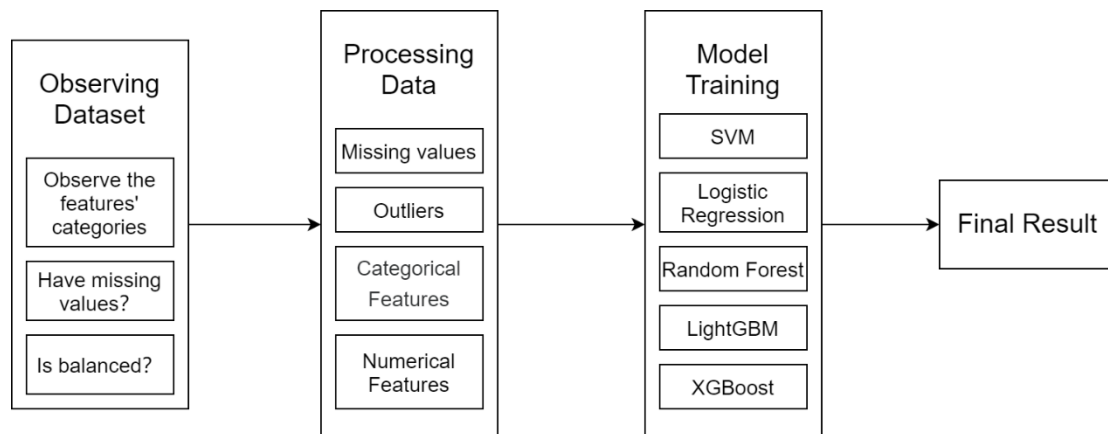 Observing
Dataset
Observe the
features'
categories
Have missing
values?
Is balanced?
Processing
Data
Missing values
Outliers
Categorical
Features
Numerical
Features
Model
Training
SVM
Logistic
Regression
Random Forest
LightGBM
XGBoost
Final Result